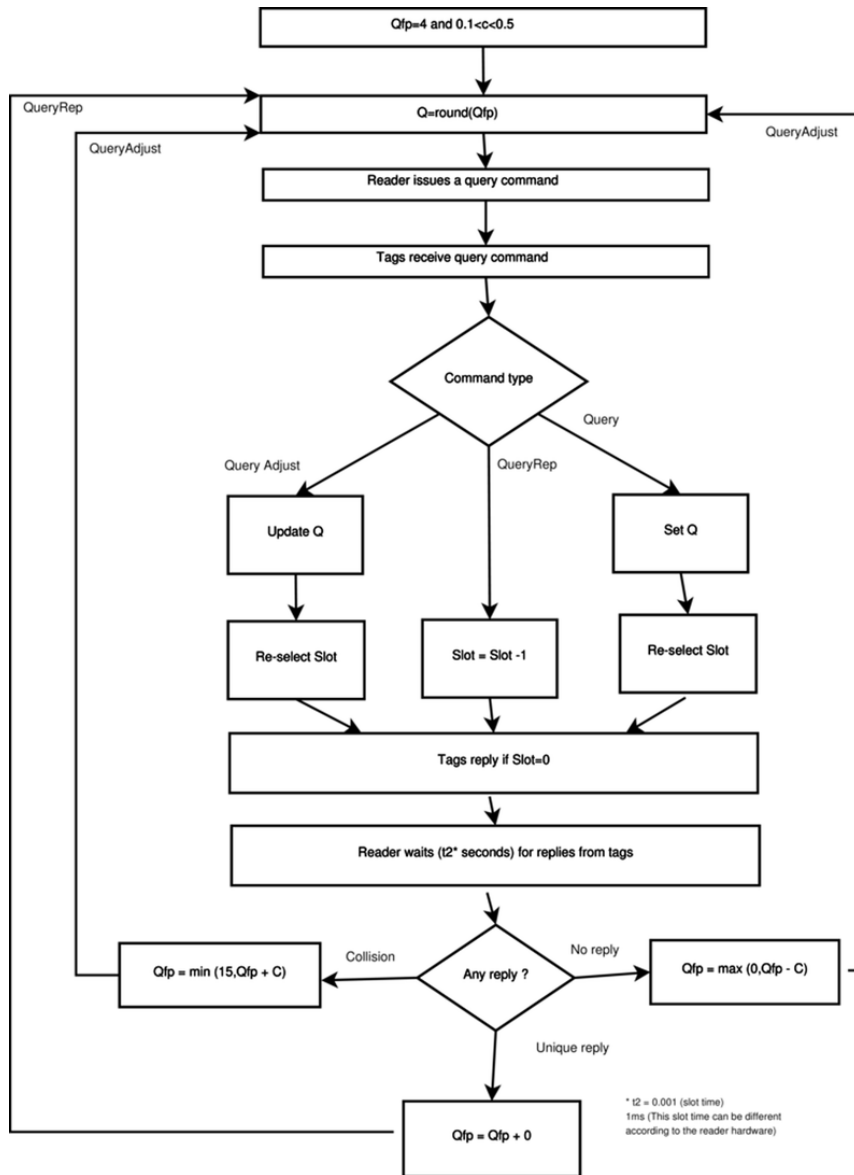 Qfp=4 and 0.1<c<0.5
QueryRep
Q=round(Qfp)
QueryAdjust
QueryAdjust
Reader issues a query command
Tags receive query command
Command type
Query
Query Adjust
QueryRep
Update Q
Set Q
Re-select Slot
Slot = Slot -1
Re-select Slot
Tags reply if Slot=0
Reader waits (t2* seconds) for replies from tags
Collision
No reply
Qfp = min (15,Qfp + C)
Any reply ?
Qfp = max (0,Qfp - C)
Unique reply
Qfp = Qfp + 0
* t2 = 0.001 (slot time)
1ms (This slot time can be different
according to the reader hardware)